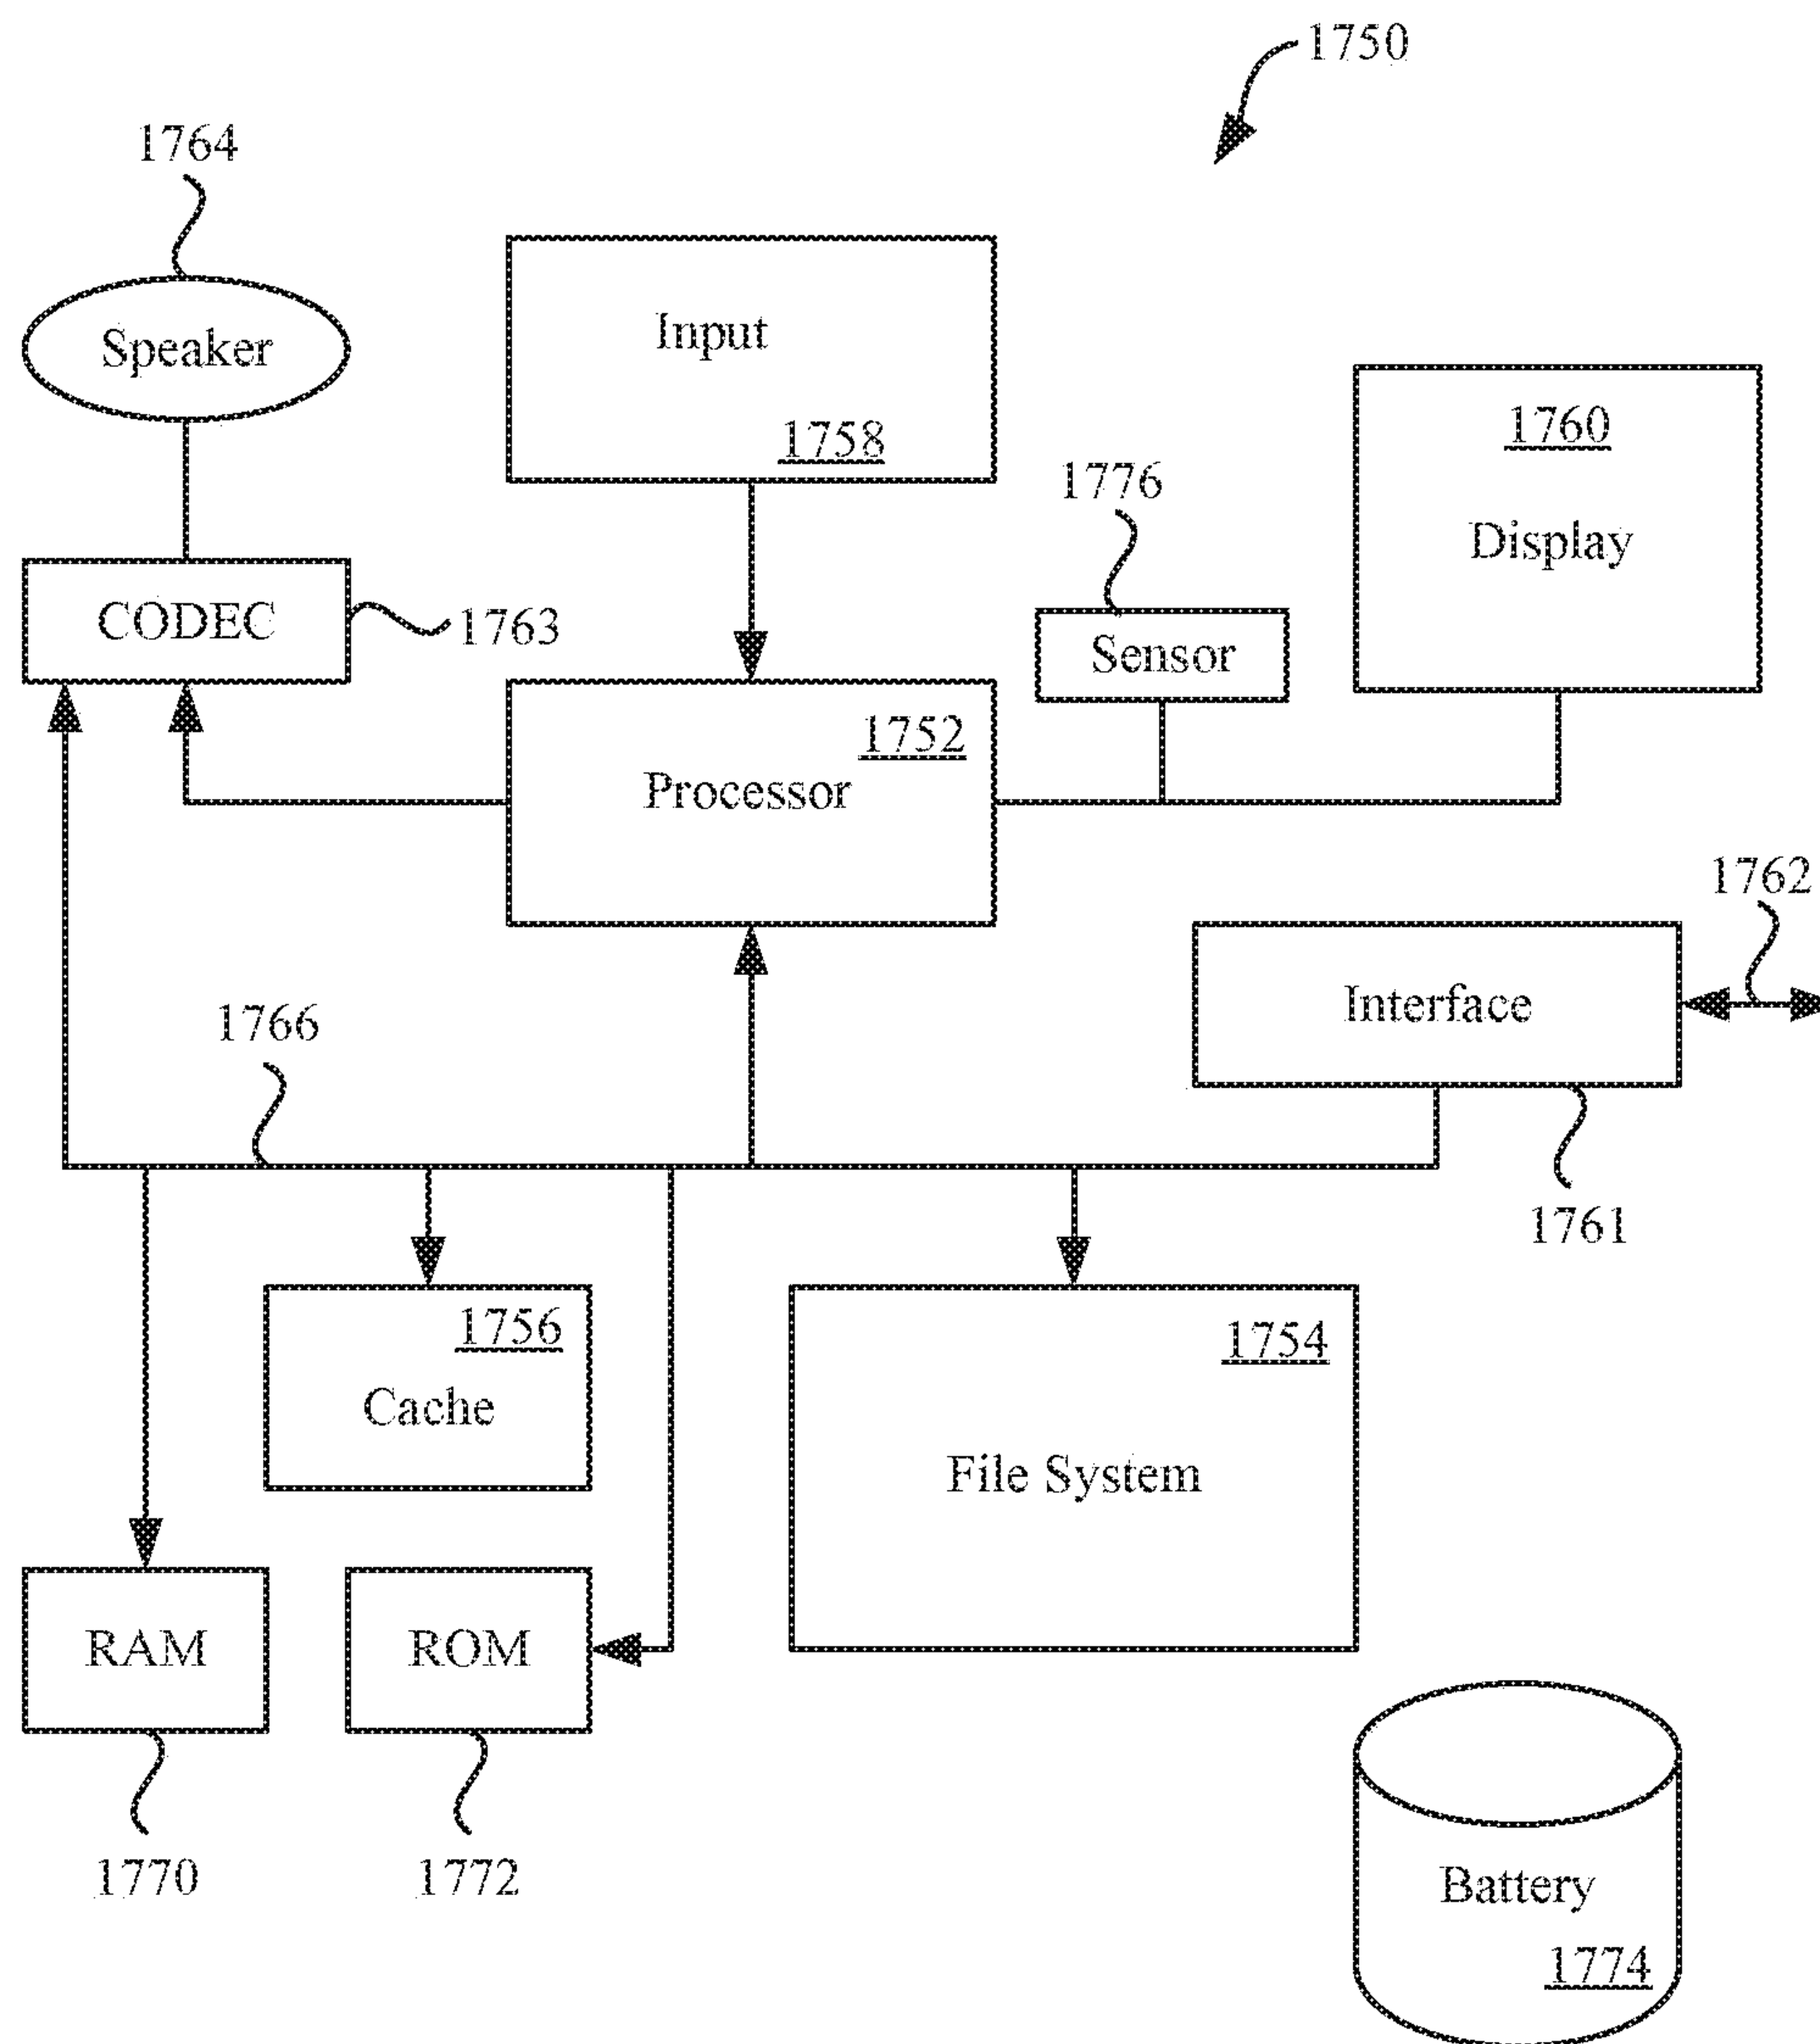 1750
1764
Speaker
Input
1758
1760
Display
1776
CODEC
1763
Sensor
1752
Processor
1762
Interface
1766
1761
1756
Cache
1754
File System
RAM
ROM
1770
1772
Battery
1774